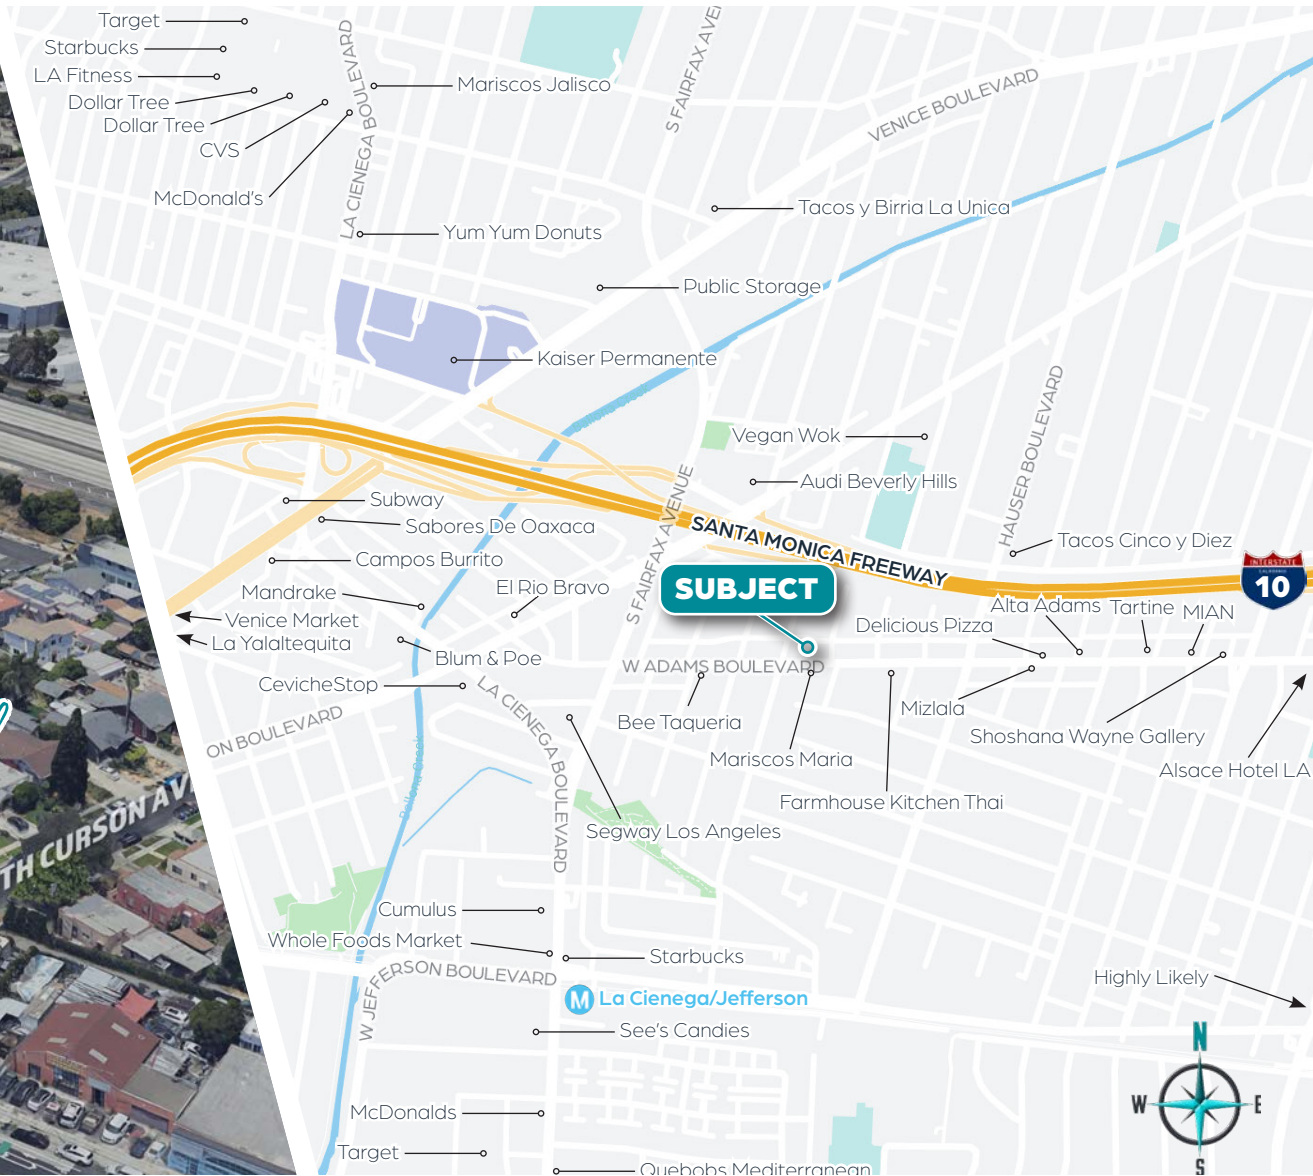 Target
Starbucks
LA Fitness
Dollar Tree
Dollar Tree
CVS
McDonald's
LA CIENEGA BOULEVARD
Mariscos Jalisco
S FAIRFAX AVE
VENICE BOULEVARD
Tacos y Birria La Unica
Yum Yum Donuts
Public Storage
Kaiser Permanente
Ballona Creek
Vegan Wok
Audi Beverly Hills
HAUSER BOULEVARD
Subway
Sabores De Oaxaca
S FAIRFAX AVENUE
SANTA MONICA FREEWAY
Tacos Cinco y Diez
Campos Burrito
INTERSTATE
CALIFORNIA
10
SUBJECT
Mandrake
El Rio Bravo
Venice Market
La Yalaltequita
Alta Adams
Tartine
MIAN
Delicious Pizza
Blum & Poe
W ADAMS BOULEVARD
CevicheStop
LA CIENEGA BOULEVARD
ON BOULEVARD
Bee Taqueria
Mizlala
Shoshana Wayne Gallery
Mariscos Maria
Alsace Hotel LA
Farmhouse Kitchen Thai
Ballona Creek
Segway Los Angeles
TH CURSON AV
Cumulus
Whole Foods Market
Starbucks
W JEFFERSON BOULEVARD
M La Cienega/Jefferson
Highly Likely
See's Candies
N
W E
S
McDonalds
Target
Quebobs Mediterranean